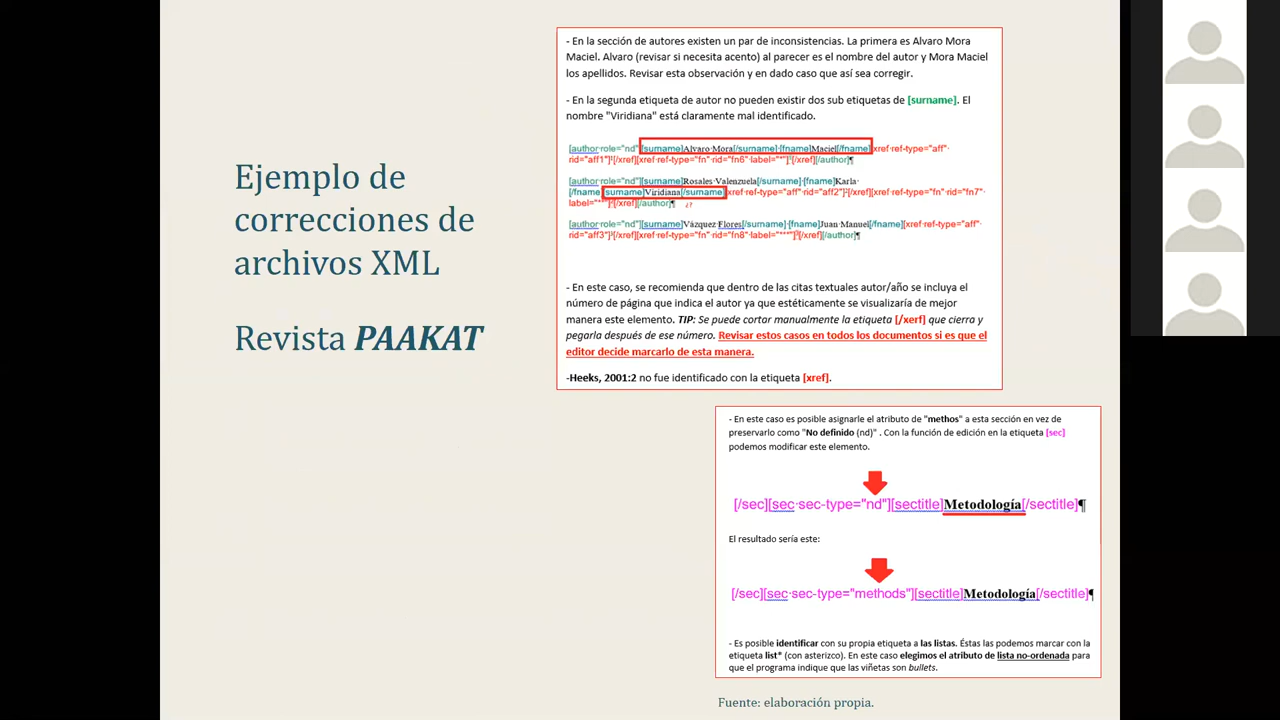 Ejemplo de
correcciones de
archivos XML
Revista PAAKAT
- En la sección de autores existen un par de inconsistencias. La primera es Alvaro Mora
Maciel. Alvaro (revisar si necesita acento) al parecer es el nombre del autor y Mora Maciel
los apellidos. Revisar esta observación y en dado caso que así sea corregir.
- En la segunda etiqueta de autor no pueden existir dos sub etiquetas de [surname]. El
nombre "Viridiana" está claramente mal identificado.
[author·role="nd"][surname]Alvaro·Mora[/surname]·[fname]Maciel[/fname][xref·ref-type="aff"·
rid="aff1"]¹[/xref][xref·ref-type="fn"·rid="fn6"·label="*"]*[/xref][/author]¶
[author·role="nd"][surname]Rosales·Valenzuela[/surname]·[fname]Karla·
[/fname][surname]Viridiana[/surname][xref·ref-type="aff"·rid="aff2"]²[/xref][xref·ref-type="fn"·rid="fn7"·
label="**"]
[/xref][/author]¶
[author·role="nd"][surname]Vázquez·Flores[/surname]·[fname]Juan·Manuel[/fname][xref·ref-type="aff"·
rid="aff3"]³[/xref][xref·ref-type="fn"·rid="fn8"·label="***"]
[/xref][/author]¶
- En este caso, se recomienda que dentro de las citas textuales autor/año se incluya el
número de página que indica el autor ya que estéticamente se visualizaría de mejor
manera este elemento. TIP: Se puede cortar manualmente la etiqueta [/xerf] que cierra y
pegarla después de ese número. Revisar estos casos en todos los documentos si es que el
editor decide marcarlo de esta manera.
-Heeks, 2001:2 no fue identificado con la etiqueta [xref].
- En este caso es posible asignarle el atributo de "methos" a esta sección en vez de
preservarlo como "No definido (nd)" . Con la función de edición en la etiqueta [sec]
podemos modificar este elemento.
[/sec][sec·sec-type="nd"][sectitle]Metodología[/sectitle]¶
El resultado sería este:
[/sec][sec·sec-type="methods"][sectitle]Metodología[/sectitle]¶
- Es posible identificar con su propia etiqueta a las listas. Éstas las podemos marcar con la
etiqueta list* (con asterizco). En este caso elegimos el atributo de lista no-ordenada para
que el programa indique que las viñetas son bullets.
Fuente: elaboración propia.